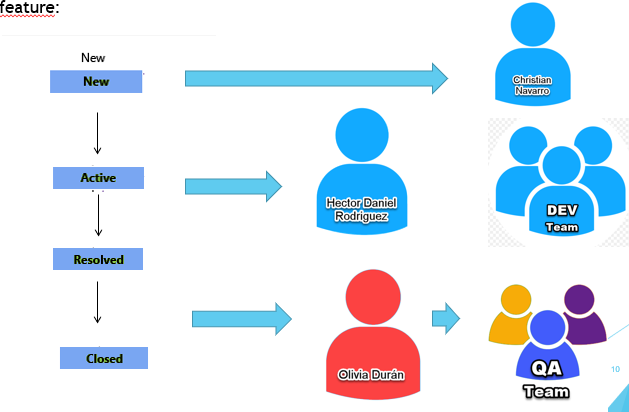 feature:
New
New
Christian
Navarro
Active
Hector Daniel
Rodriguez
DEV
Team
Resolved
Closed
Olivia Durán
QA
Team
10